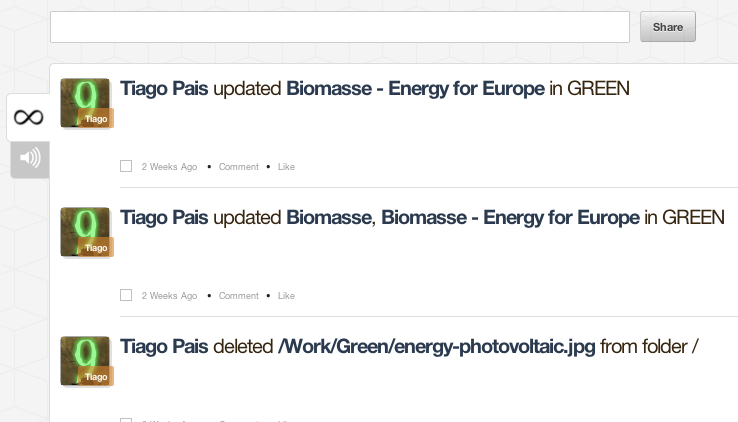 Share
Tiago Pais updated Biomasse - Energy for Europe in GREEN
Tiago
2 Weeks Ago • Comment • Like
Tiago Pais updated Biomasse, Biomasse - Energy for Europe in GREEN
Tiago
2 Weeks Ago • Comment • Like
Tiago Pais deleted /Work/Green/energy-photovoltaic.jpg from folder /
Tiago